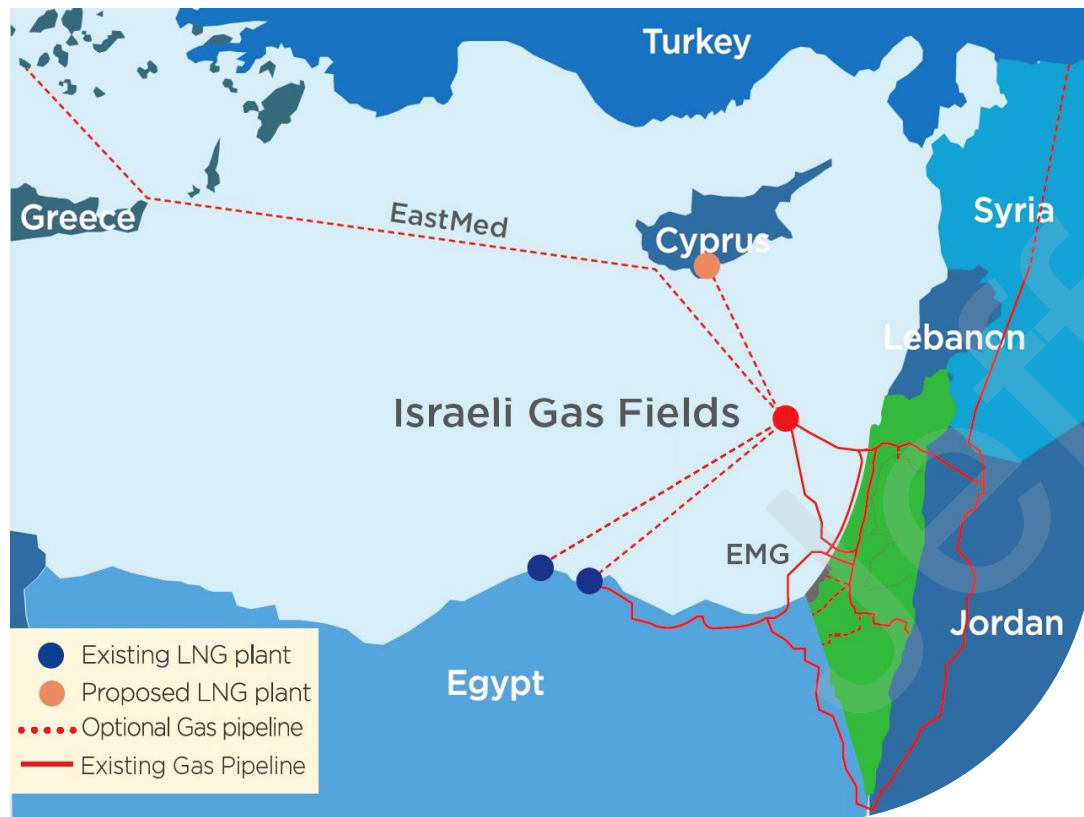 Turkey
Greece
EastMed
Cyprus
Syria
Lebanon
Israeli Gas Fields
EMG
Jordan
Egypt
Existing LNG plant
Proposed LNG plant
Optional Gas pipeline
Existing Gas Pipeline